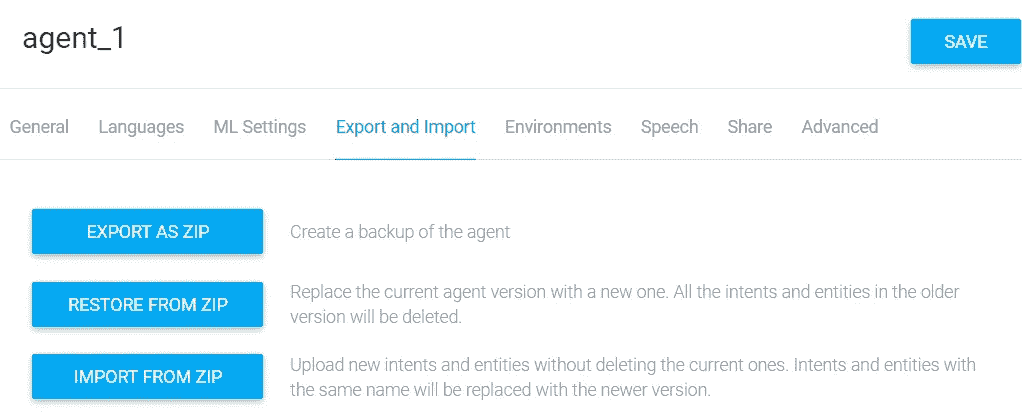 agent_1
SAVE
General Languages ML Settings Export and Import Environments Speech Share Advanced
EXPORT AS ZIP
Create a backup of the agent
RESTORE FROM ZIP
Replace the current agent version with a new one. All the intents and entities in the older
version will be deleted.
IMPORT FROM ZIP
Upload new intents and entities without deleting the current ones. Intents and entities with
the same name will be replaced with the newer version.